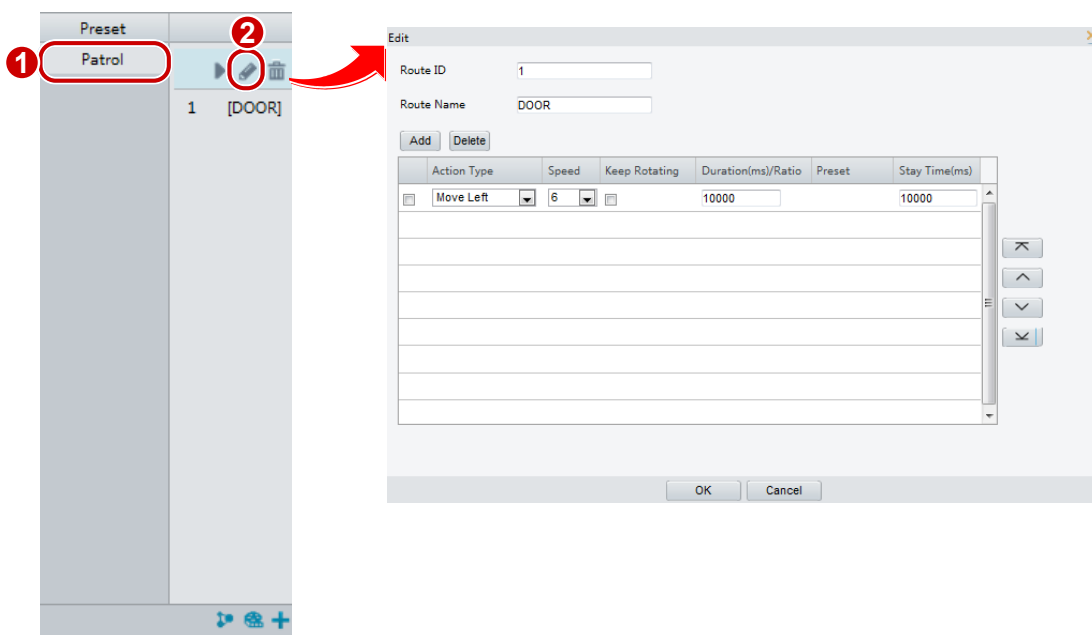 Preset
2
1
Patrol
1 [DOOR]
Edit
Route ID 1
Route Name DOOR
Add Delete
Action Type Speed Keep Rotating Duration(ms)/Ratio Preset Stay Time(ms)
Move Left 6 10000 10000
OK Cancel